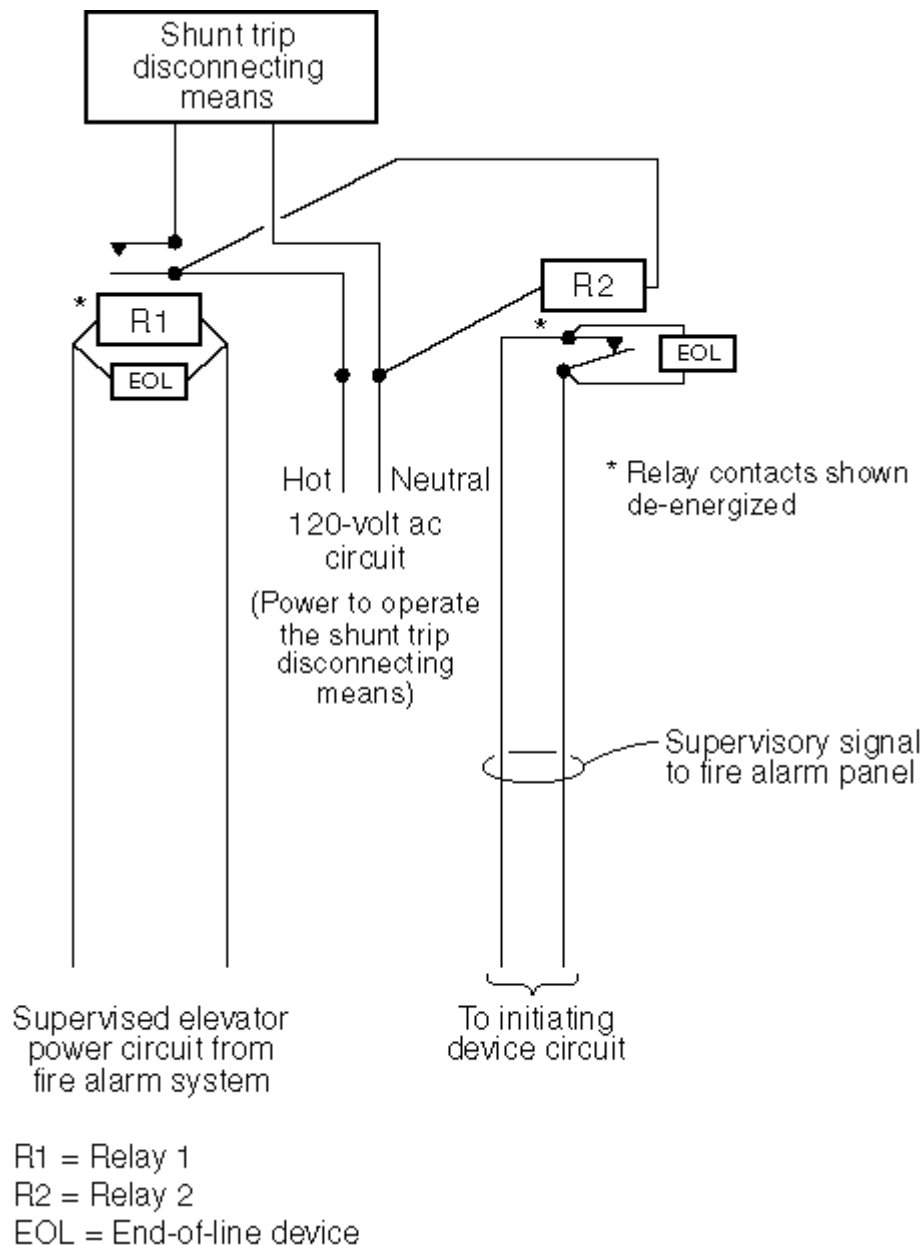 Shunt trip
disconnecting
means
R2
*
R1
*
EOL
EOL
Hot
Neutral
* Relay contacts shown
de-energized
120-volt ac
circuit
(Power to operate
the shunt trip
disconnecting
means)
Supervisory signal
to fire alarm panel
Supervised elevator
power circuit from
fire alarm system
To initiating
device circuit
R1 = Relay 1
R2 = Relay 2
EOL = End-of-line device